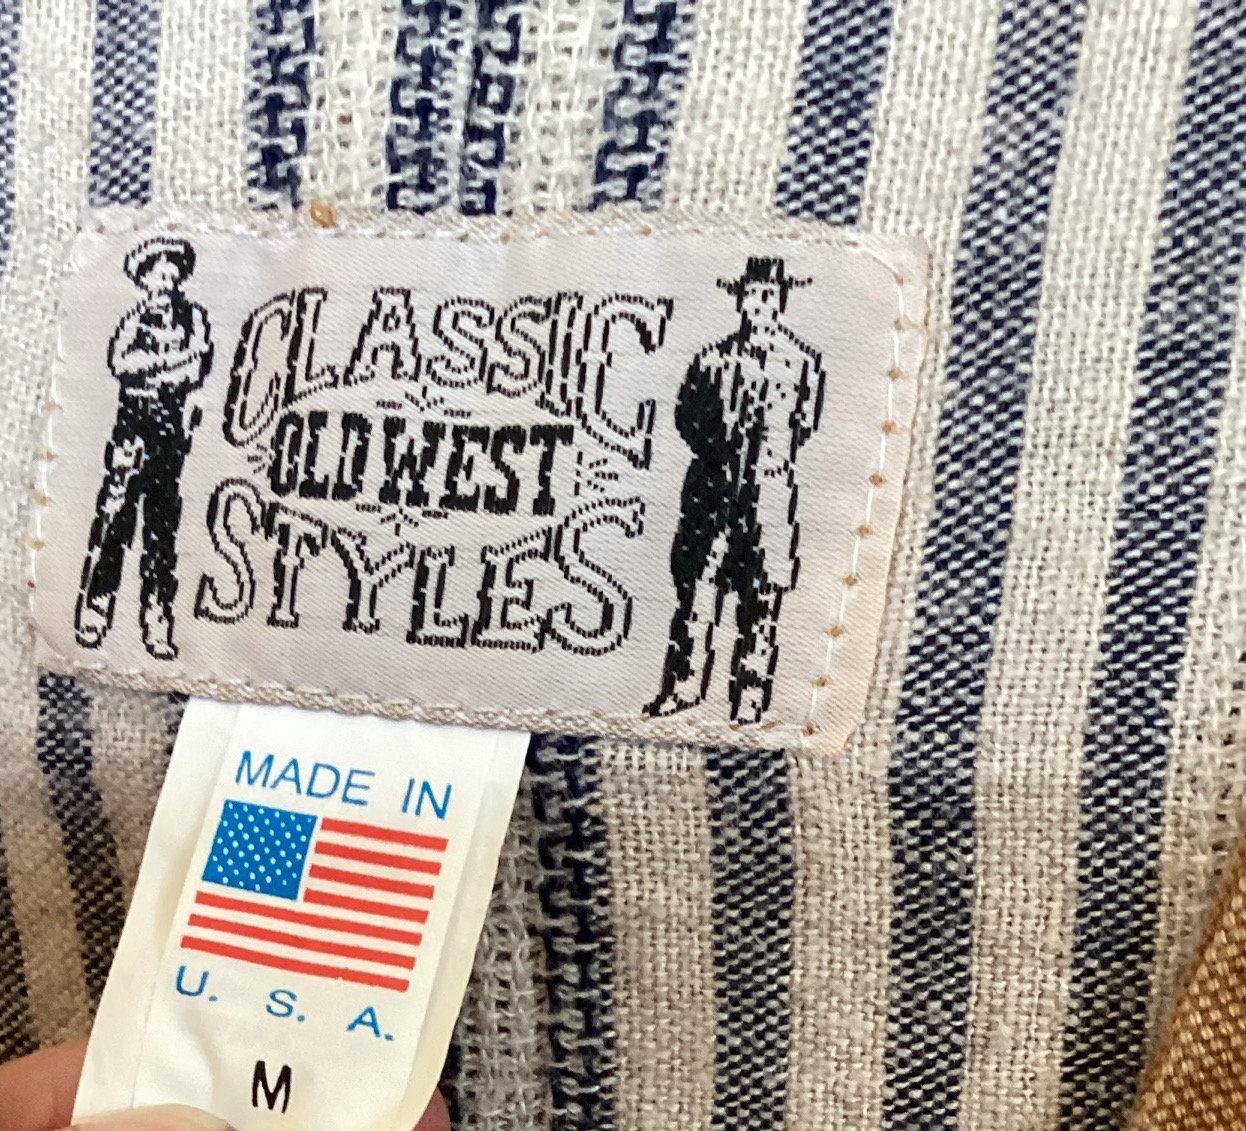 CLASSIC
OLD WEST
STYLES
MADE IN
U. S. A.
M